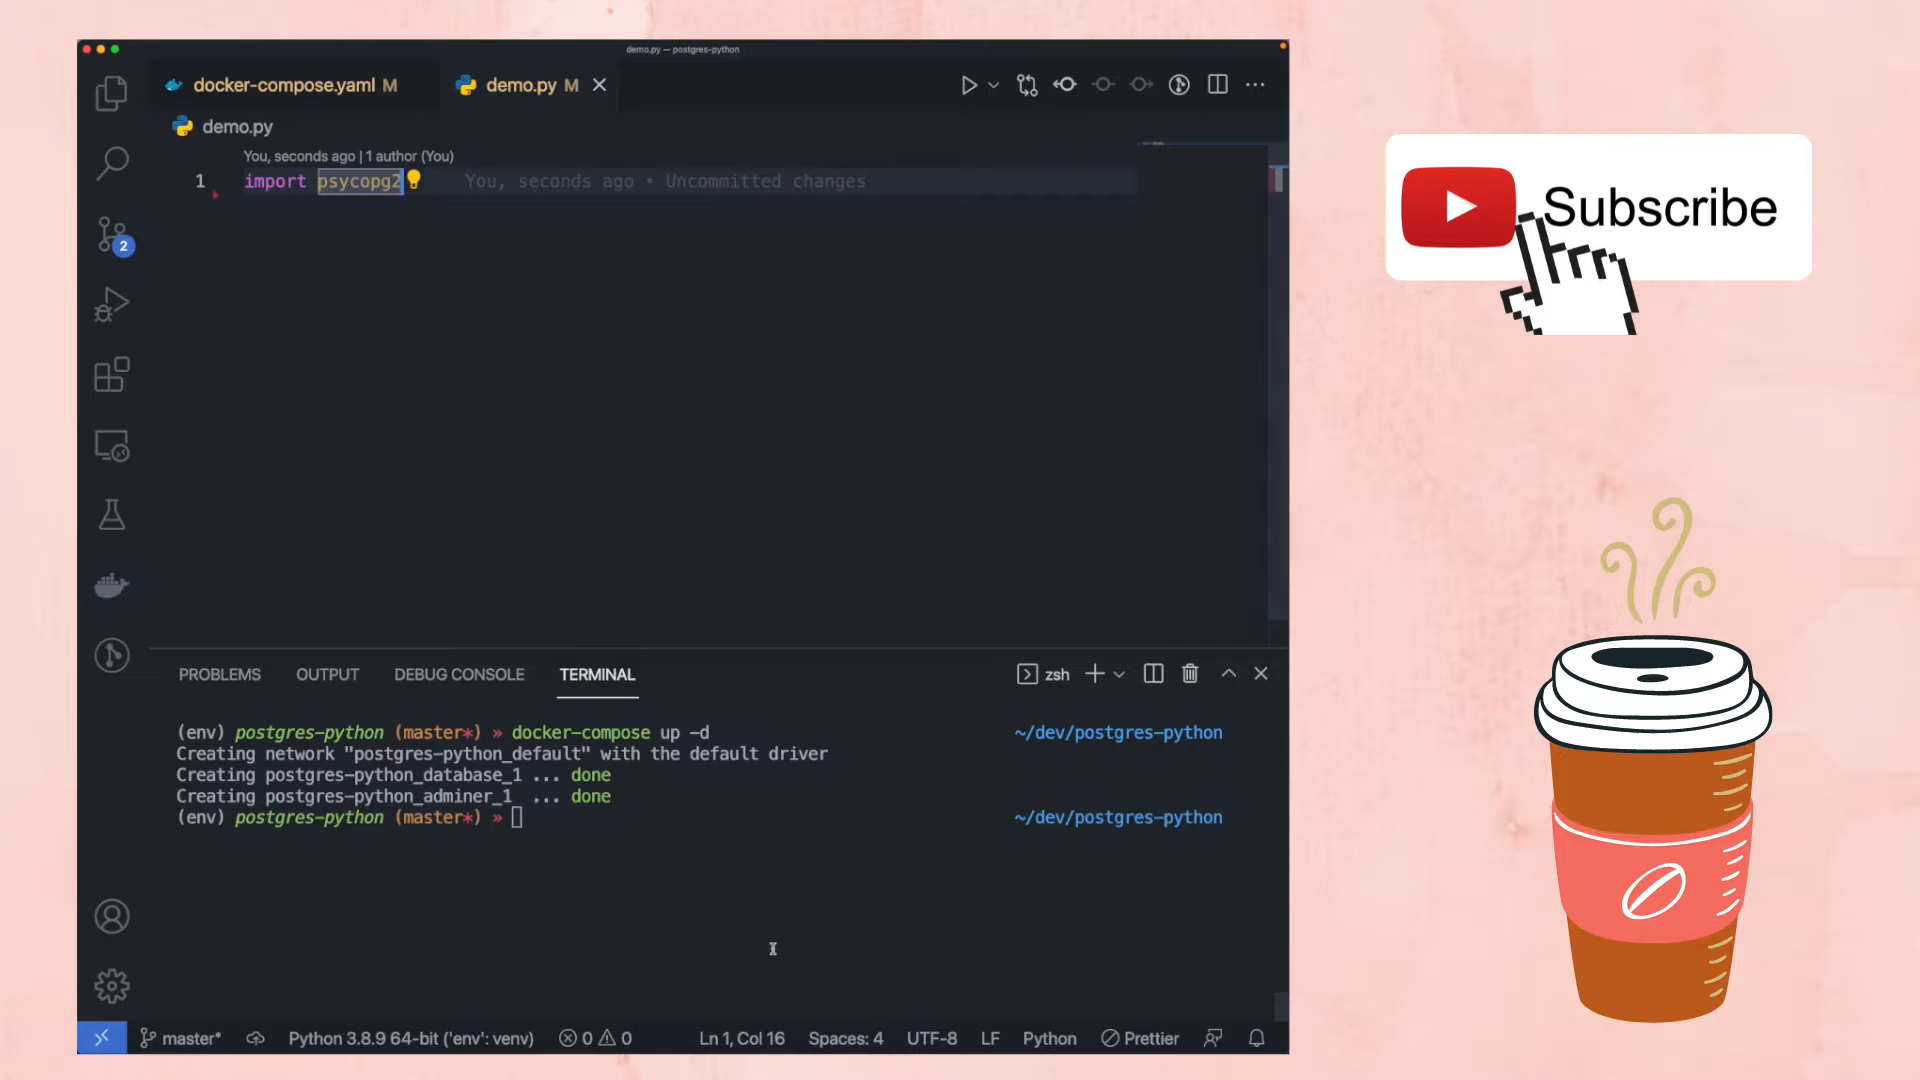 demo.py — postgres-python
docker-compose.yaml M
demo.py M
demo.py
You, seconds ago | 1 author (You)
1 import psycopg2 You, seconds ago • Uncommitted changes
2
PROBLEMS OUTPUT DEBUG CONSOLE TERMINAL
zsh
(env) postgres-python (master*) » docker-compose up -d ~/dev/postgres-python
Creating network "postgres-python_default" with the default driver
Creating postgres-python_database_1 ... done
Creating postgres-python_adminer_1 ... done
(env) postgres-python (master*) » ~/dev/postgres-python
master* Python 3.8.9 64-bit ('env': venv) 0 0 Ln 1, Col 16 Spaces: 4 UTF-8 LF Python Prettier
Subscribe